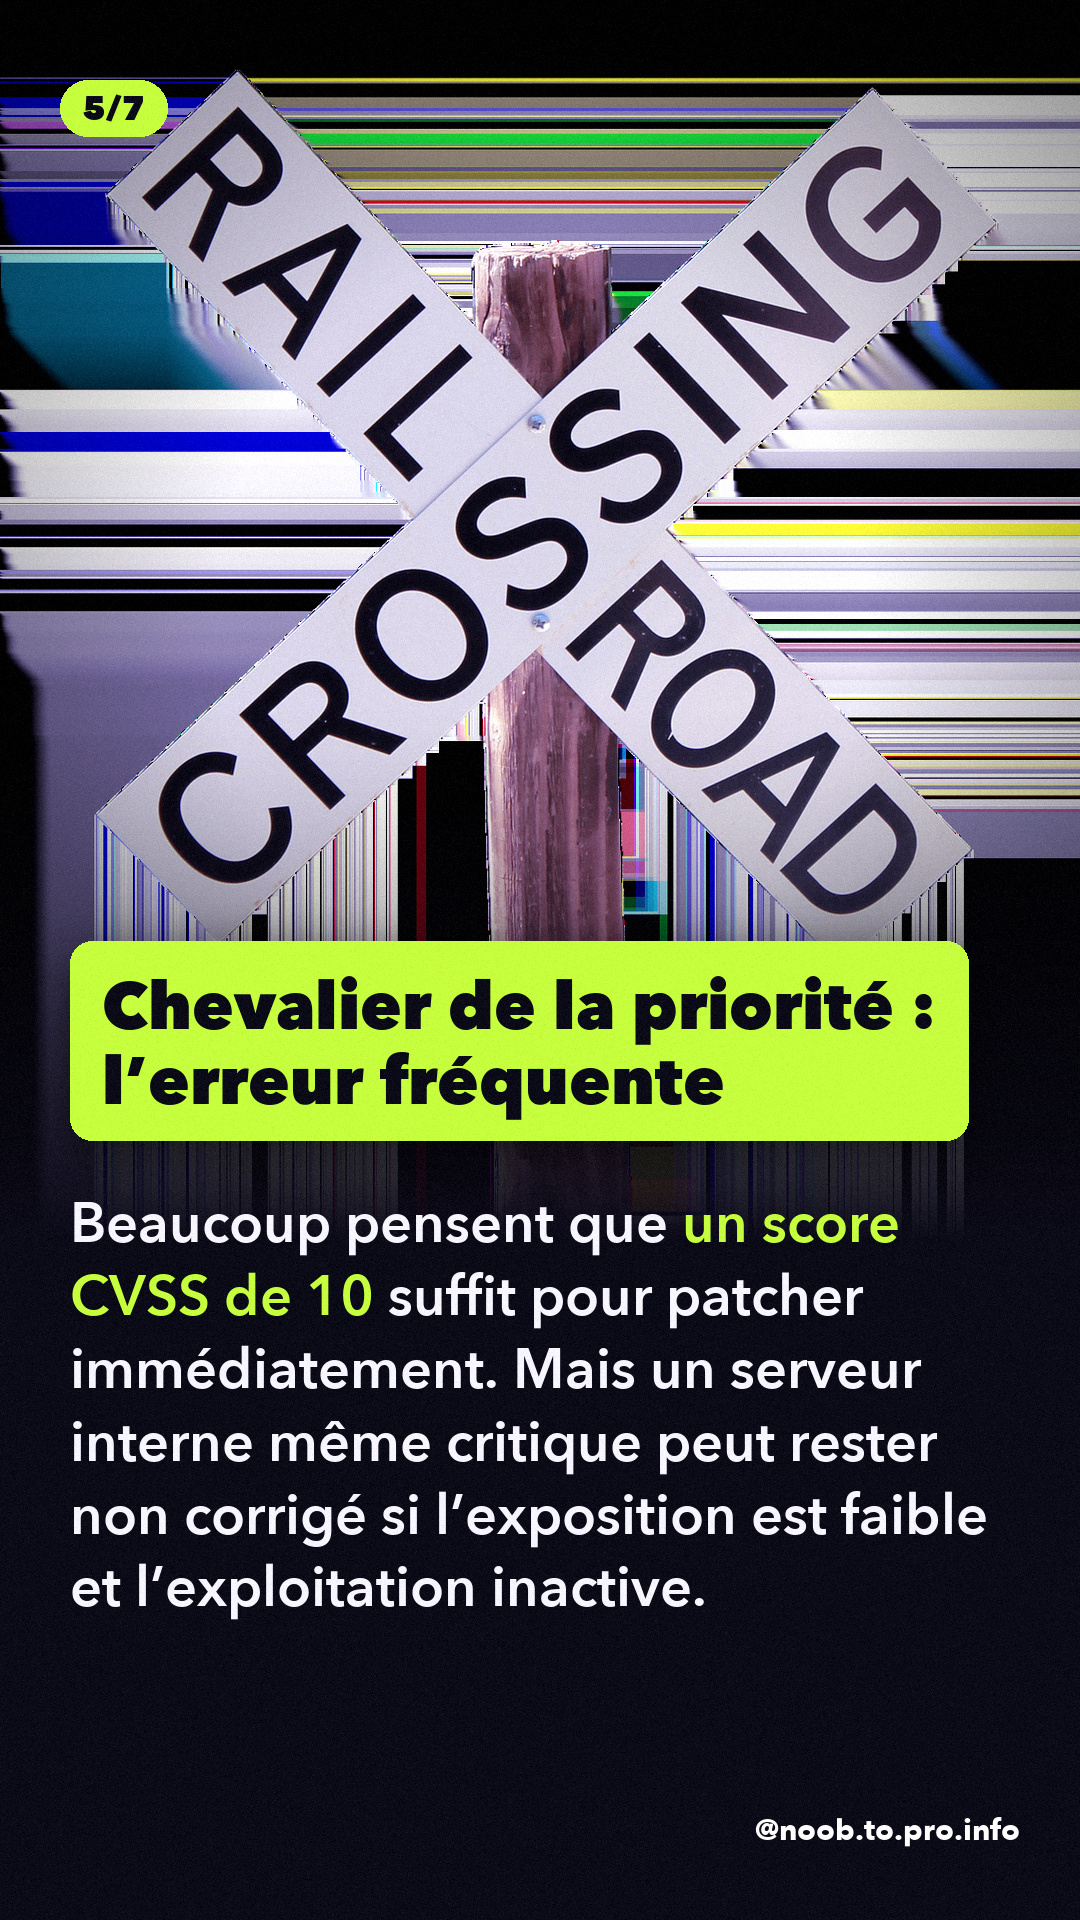 5/7
RAIL
CROSSING
ROAD
Chevalier de la priorité :
l’erreur fréquente
Beaucoup pensent que un score
CVSS de 10 suffit pour patcher
immédiatement. Mais un serveur
interne même critique peut rester
non corrigé si l’exposition est faible
et l’exploitation inactive.
@noob.to.pro.info